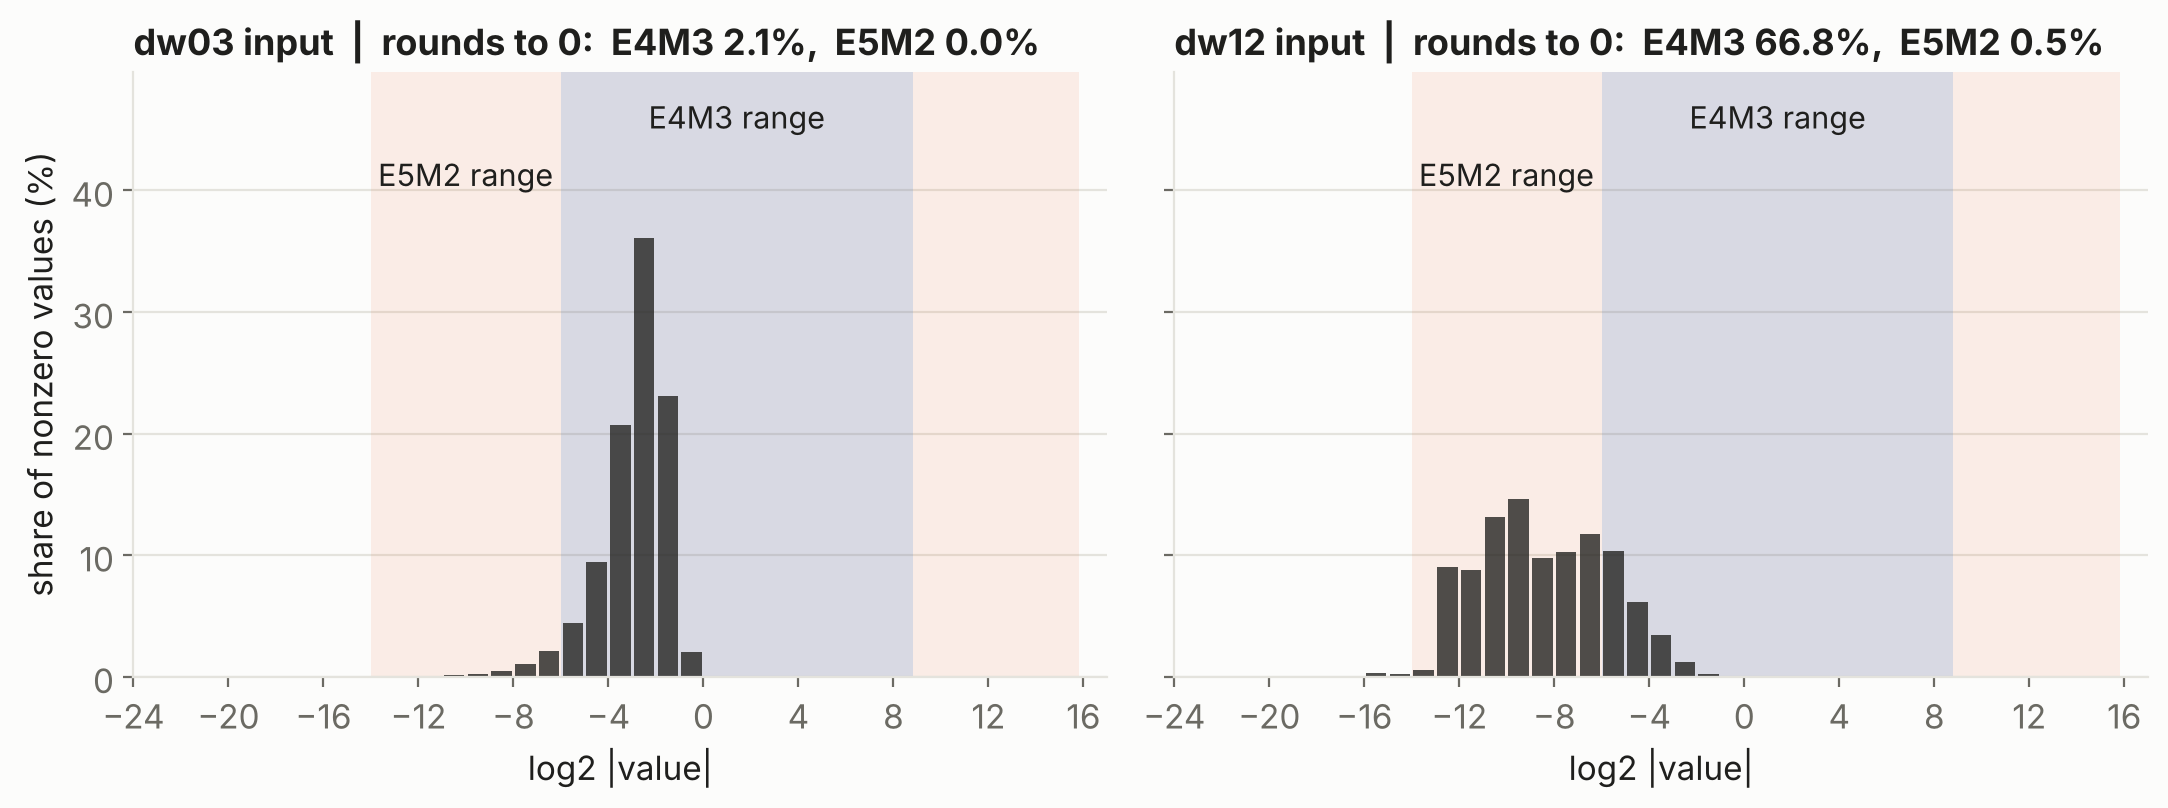 dw03 input | rounds to 0: E4M3 2.1%, E5M2 0.0%
E4M3 range
E5M2 range
share of nonzero values (%)
40
30
20
10
0
−24 −20 −16 −12 −8 −4 0 4 8 12 16
log2 |value|
dw12 input | rounds to 0: E4M3 66.8%, E5M2 0.5%
E4M3 range
E5M2 range
−24 −20 −16 −12 −8 −4 0 4 8 12 16
log2 |value|